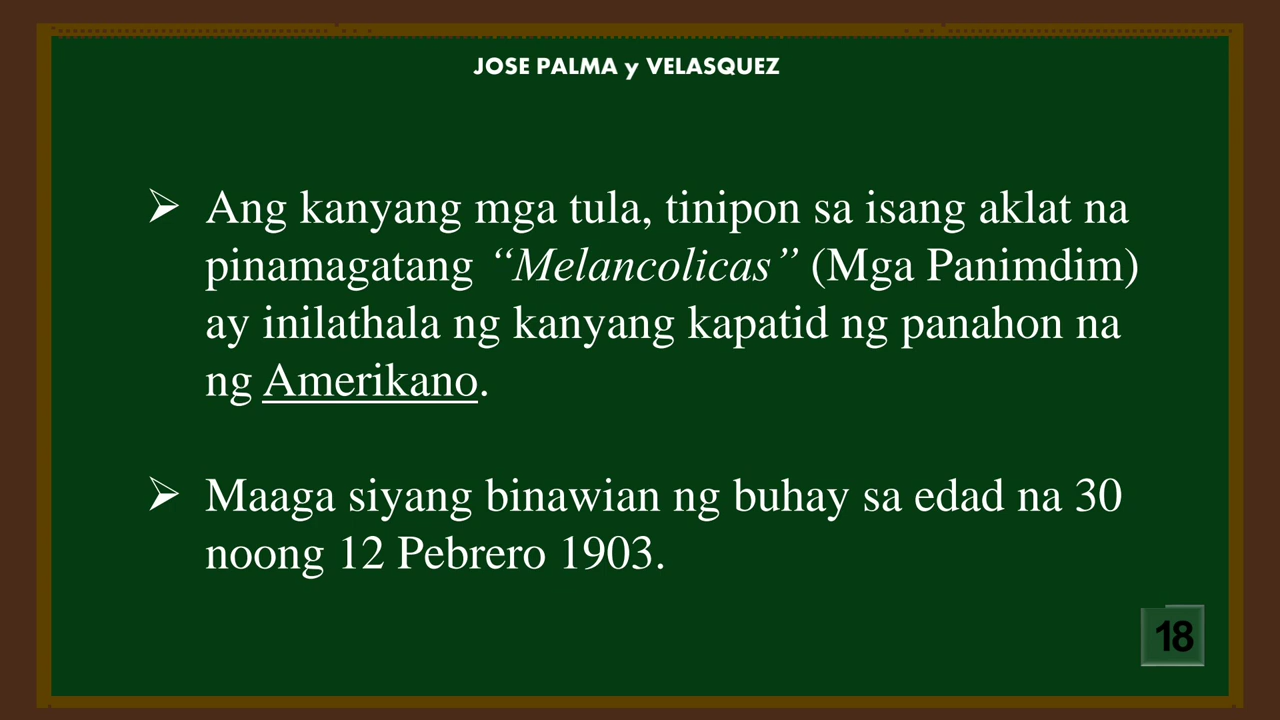 JOSE PALMA y VELASQUEZ
➢ Ang kanyang mga tula, tinipon sa isang aklat na
pinamagatang “Melancolicas” (Mga Panimdim)
ay inilathala ng kanyang kapatid ng panahon na
ng Amerikano.
➢ Maaga siyang binawian ng buhay sa edad na 30
noong 12 Pebrero 1903.
18